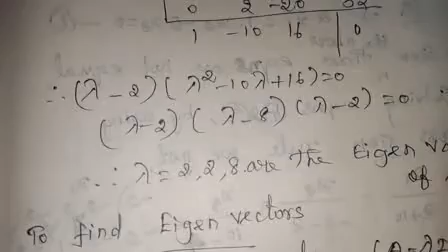 0 2 -20
1 -10 16 0
∴ (λ-2) ( λ²-10λ+16)=0
(λ-2) (λ-8) (λ-2) =0
∴ λ=2,2,8 are the Eigen
of
To find Eigen vectors